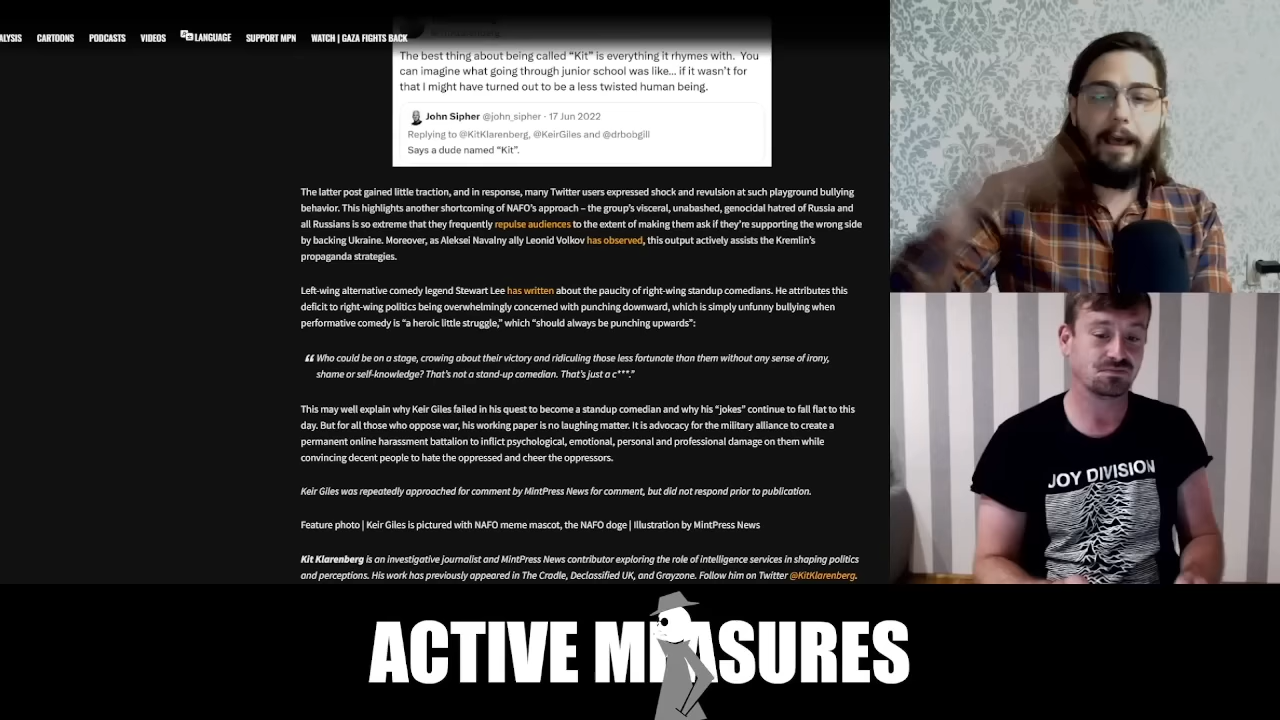 ALYSIS CARTOONS PODCASTS VIDEOS LANGUAGE SUPPORT MPN WATCH | GAZA FIGHTS BACK
The best thing about being called “Kit” is everything it rhymes with. You
can imagine what going through junior school was like... if it wasn’t for
that I might have turned out to be a less twisted human being.
John Sipher @john_sipher · 17 Jun 2022
Replying to @KitKlarenberg, @KeirGiles and @drbobgill
Says a dude named “Kit”.
The latter post gained little traction, and in response, many Twitter users expressed shock and revulsion at such playground bullying
behavior. This highlights another shortcoming of NAFO’s approach – the group’s visceral, unabashed, genocidal hatred of Russia and
all Russians is so extreme that they frequently repulse audiences to the extent of making them ask if they’re supporting the wrong side
by backing Ukraine. Moreover, as Aleksei Navalny ally Leonid Volkov has observed, this output actively assists the Kremlin’s
propaganda strategies.
Left-wing alternative comedy legend Stewart Lee has written about the paucity of right-wing standup comedians. He attributes this
deficit to right-wing politics being overwhelmingly concerned with punching downward, which is simply unfunny bullying when
performative comedy is “a heroic little struggle,” which “should always be punching upwards”:
“ Who could be on a stage, crowing about their victory and ridiculing those less fortunate than them without any sense of irony,
shame or self-knowledge? That’s not a stand-up comedian. That’s just a c***.”
This may well explain why Keir Giles failed in his quest to become a standup comedian and why his “jokes” continue to fall flat to this
day. But for all those who oppose war, his working paper is no laughing matter. It is advocacy for the military alliance to create a
permanent online harassment battalion to inflict psychological, emotional, personal and professional damage on them while
convincing decent people to hate the oppressed and cheer the oppressors.
Keir Giles was repeatedly approached for comment by MintPress News for comment, but did not respond prior to publication.
Feature photo | Keir Giles is pictured with NAFO meme mascot, the NAFO doge | Illustration by MintPress News
Kit Klarenberg is an investigative journalist and MintPress News contributor exploring the role of intelligence services in shaping politics
and perceptions. His work has previously appeared in The Cradle, Declassified UK, and Grayzone. Follow him on Twitter @KitKlarenberg.
JOY DIVISION
ACTIVE MEASURES